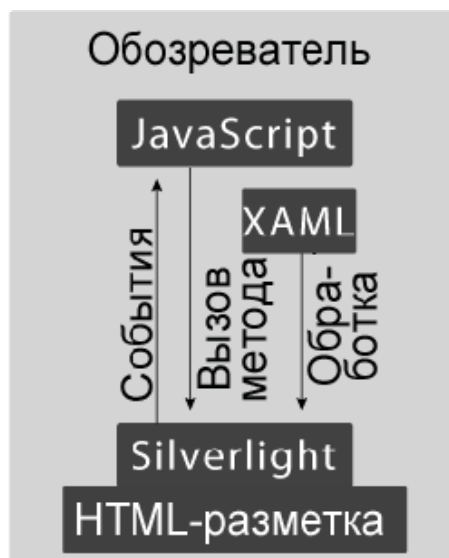 Обозреватель
JavaScript
XAML
События
Вызов
метода
Обра-
ботка
Silverlight
HTML-разметка